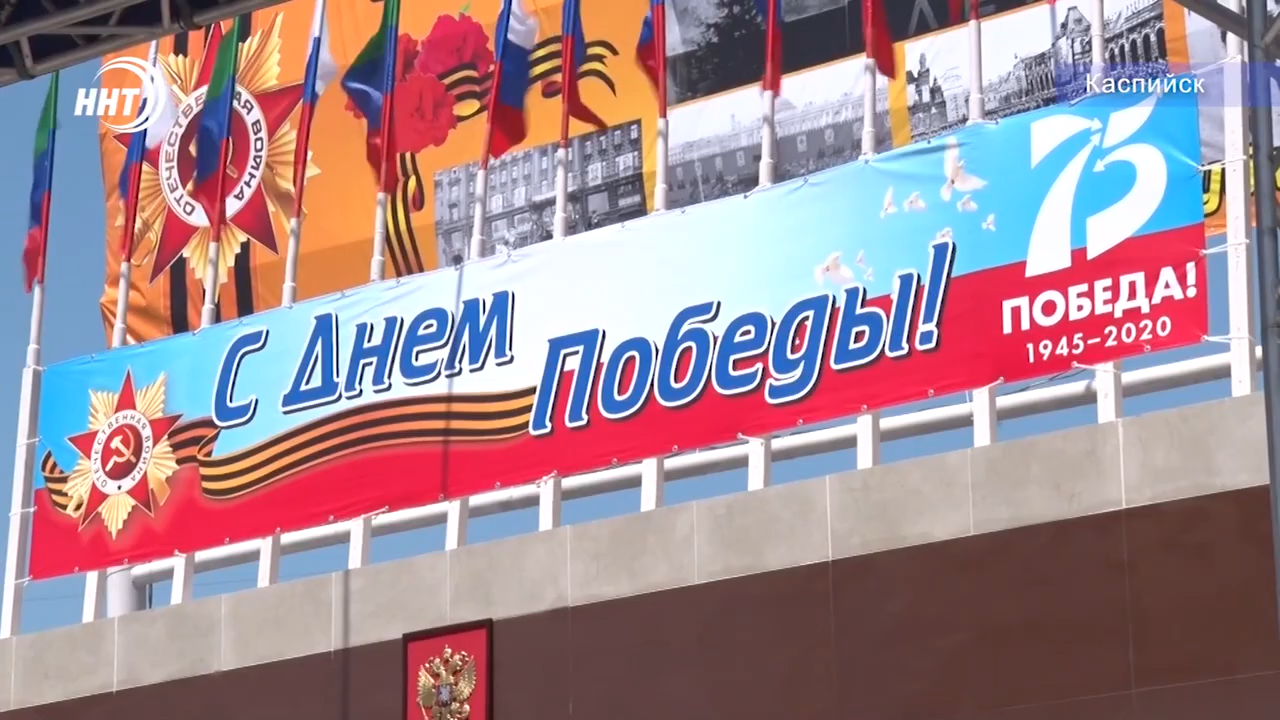 ННТ
Каспийск
ОТЕЧЕСТВЕННАЯ ВОЙНА
75
С Днем Победы!
ПОБЕДА!
1945–2020
ОТЕЧЕСТВЕННАЯ ВОЙНА